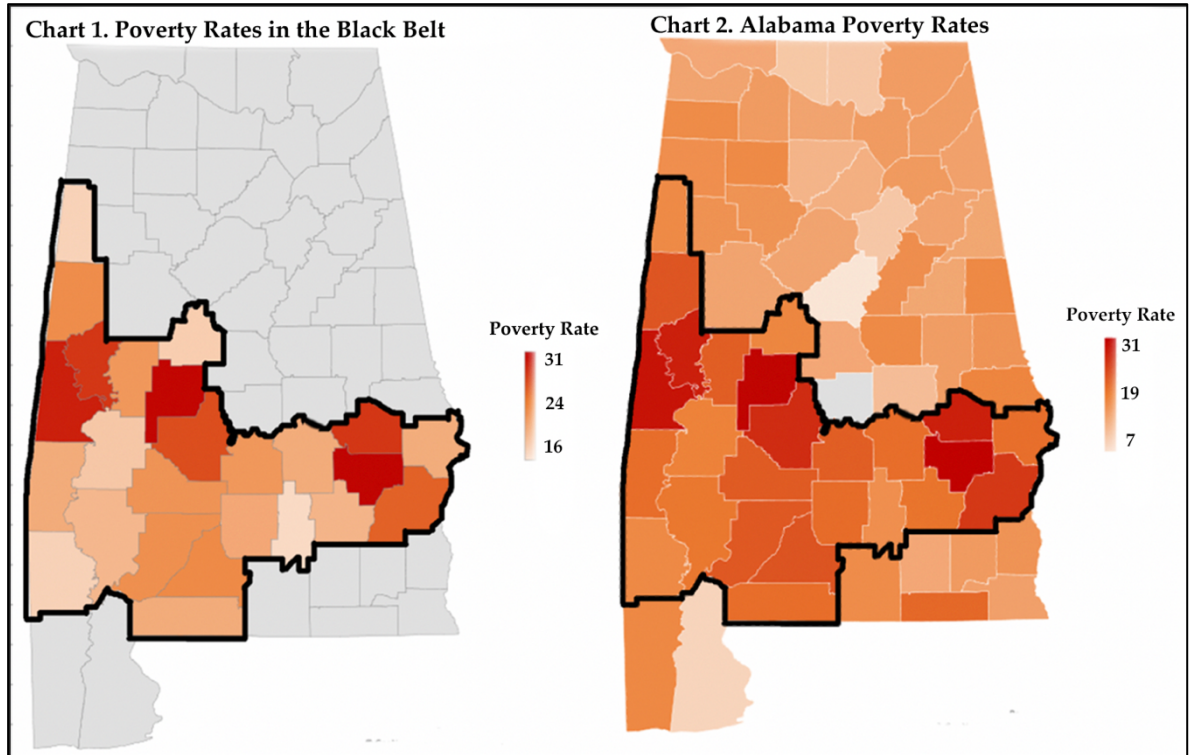 Chart 1. Poverty Rates in the Black Belt
Chart 2. Alabama Poverty Rates
Poverty Rate
31
24
16
Poverty Rate
31
19
7